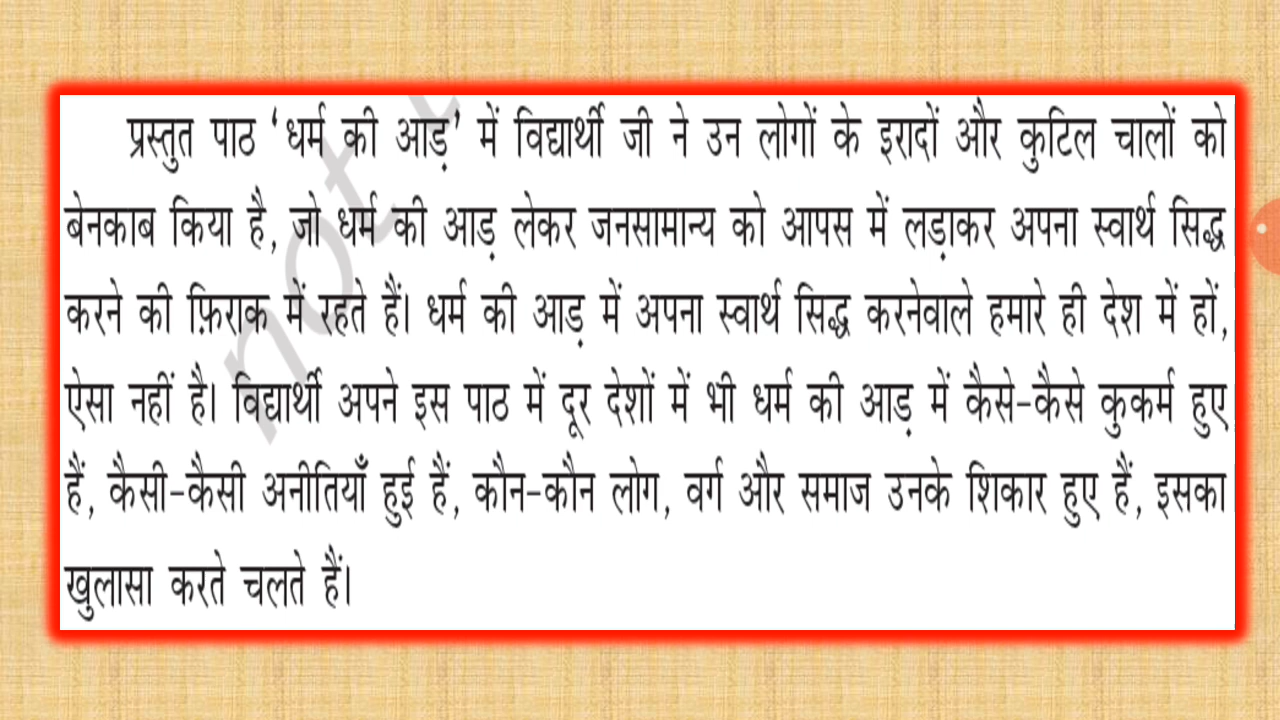 प्रस्तुत पाठ ‘धर्म की आड़’ में विद्यार्थी जी ने उन लोगों के इरादों और कुटिल चालों को
बेनकाब किया है, जो धर्म की आड़ लेकर जनसामान्य को आपस में लड़ाकर अपना स्वार्थ सिद्ध
करने की फ़िराक में रहते हैं। धर्म की आड़ में अपना स्वार्थ सिद्ध करनेवाले हमारे ही देश में हों,
ऐसा नहीं है। विद्यार्थी अपने इस पाठ में दूर देशों में भी धर्म की आड़ में कैसे-कैसे कुकर्म हुए
हैं, कैसी-कैसी अनीतियाँ हुई हैं, कौन-कौन लोग, वर्ग और समाज उनके शिकार हुए हैं, इसका
खुलासा करते चलते हैं।
not